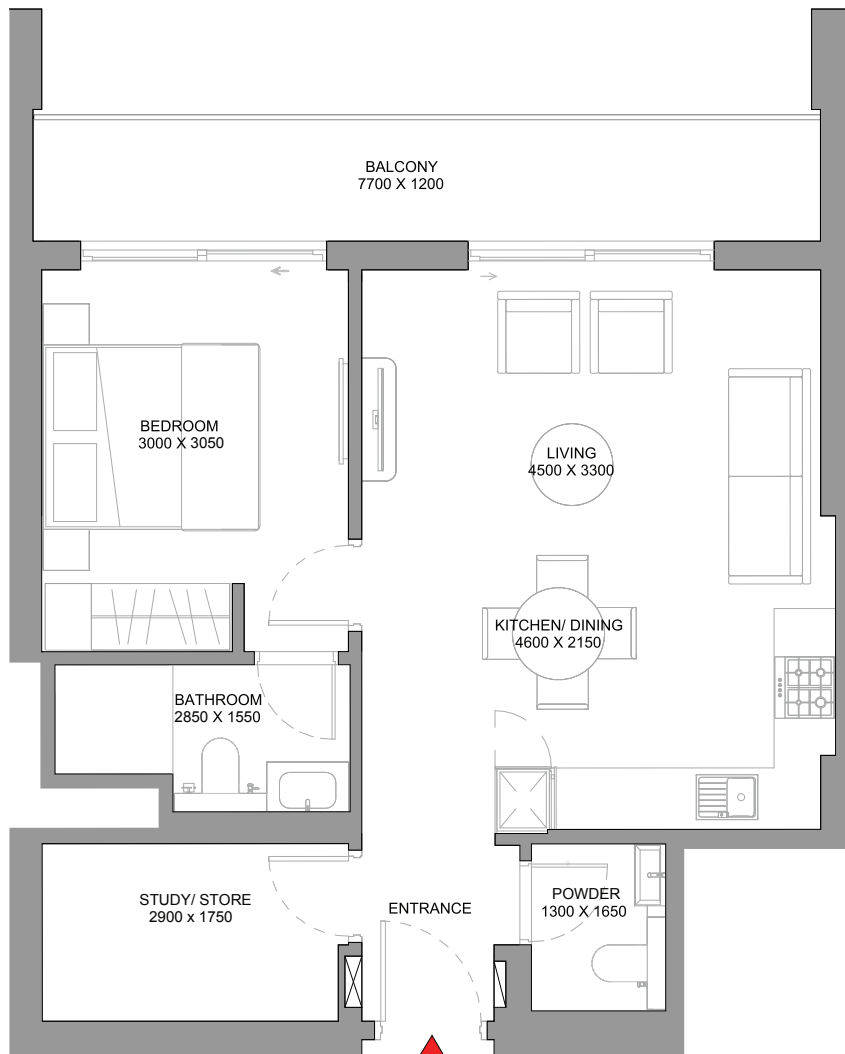 BALCONY
7700 X 1200
BEDROOM
3000 X 3050
LIVING
4500 X 3300
KITCHEN/ DINING
4600 X 2150
BATHROOM
2850 X 1550
STUDY/ STORE
2900 x 1750
ENTRANCE
POWDER
1300 X 1650